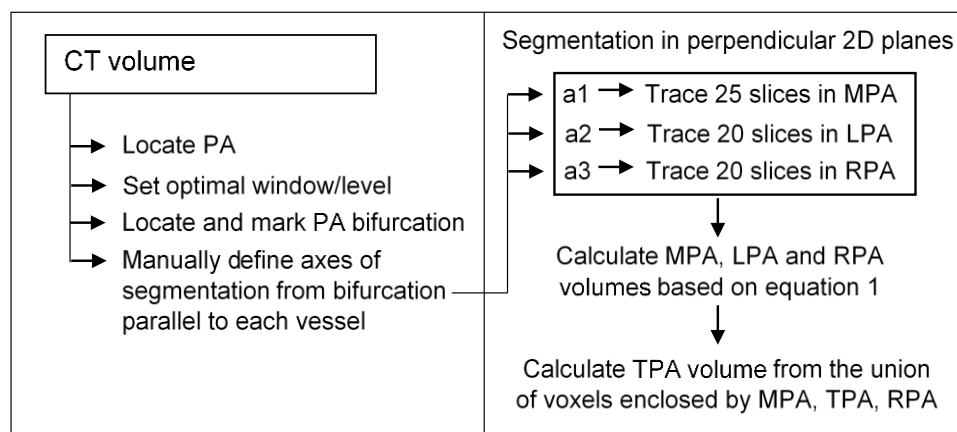 CT volume
Locate PA
Set optimal window/level
Locate and mark PA bifurcation
Manually define axes of
segmentation from bifurcation
parallel to each vessel
Segmentation in perpendicular 2D planes
a1 → Trace 25 slices in MPA
a2 → Trace 20 slices in LPA
a3 → Trace 20 slices in RPA
Calculate MPA, LPA and RPA
volumes based on equation 1
Calculate TPA volume from the union
of voxels enclosed by MPA, TPA, RPA